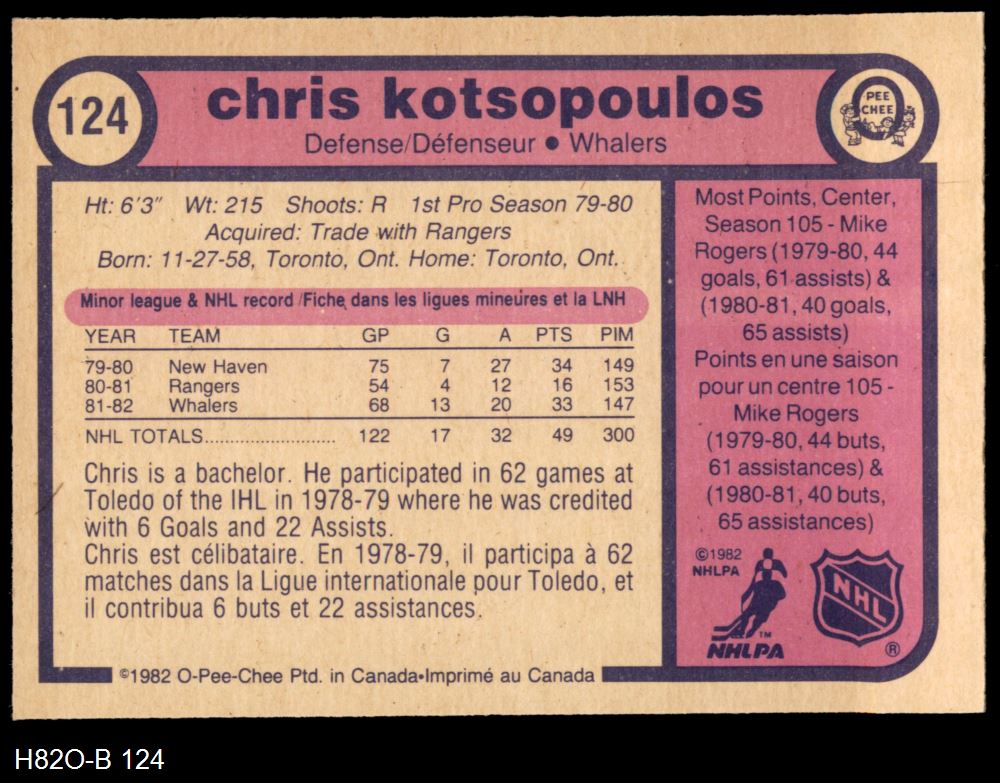 124
chris kotsopoulos
Defense/Défenseur ● Whalers
PEE
CHEE
Ht: 6'3" Wt: 215 Shoots: R 1st Pro Season 79-80
Acquired: Trade with Rangers
Born: 11-27-58, Toronto, Ont. Home: Toronto, Ont.
Minor league & NHL record /Fiche dans les ligues mineures et la LNH
YEAR TEAM GP G A PTS PIM
79-80 New Haven 75 7 27 34 149
80-81 Rangers 54 4 12 16 153
81-82 Whalers 68 13 20 33 147
NHL TOTALS.......................... 122 17 32 49 300
Chris is a bachelor. He participated in 62 games at
Toledo of the IHL in 1978-79 where he was credited
with 6 Goals and 22 Assists.
Chris est célibataire. En 1978-79, il participa à 62
matches dans la Ligue internationale pour Toledo, et
il contribua 6 buts et 22 assistances.
Most Points, Center,
Season 105 - Mike
Rogers (1979-80, 44
goals, 61 assists) &
(1980-81, 40 goals,
65 assists)
Points en une saison
pour un centre 105 -
Mike Rogers
(1979-80, 44 buts,
61 assistances) &
(1980-81, 40 buts,
65 assistances)
©1982
NHLPA
TM
NHLPA
NHL
®
©1982 O-Pee-Chee Ptd. in Canada•Imprimé au Canada
H82O-B 124